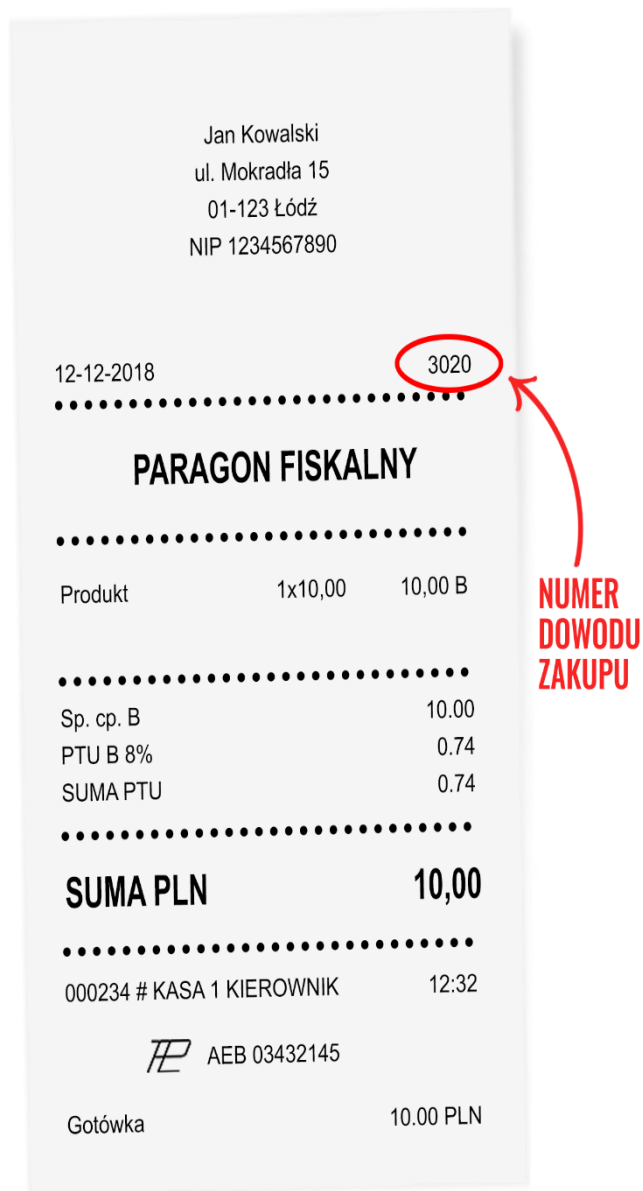 Jan Kowalski
ul. Mokradła 15
01-123 Łódź
NIP 1234567890
12-12-2018 3020
PARAGON FISKALNY
Produkt 1x10,00 10,00 B
NUMER
DOWODU
ZAKUPU
Sp. cp. B 10.00
PTU B 8% 0.74
SUMA PTU 0.74
SUMA PLN 10,00
000234 # KASA 1 KIEROWNIK 12:32
AEB 03432145
Gotówka 10.00 PLN